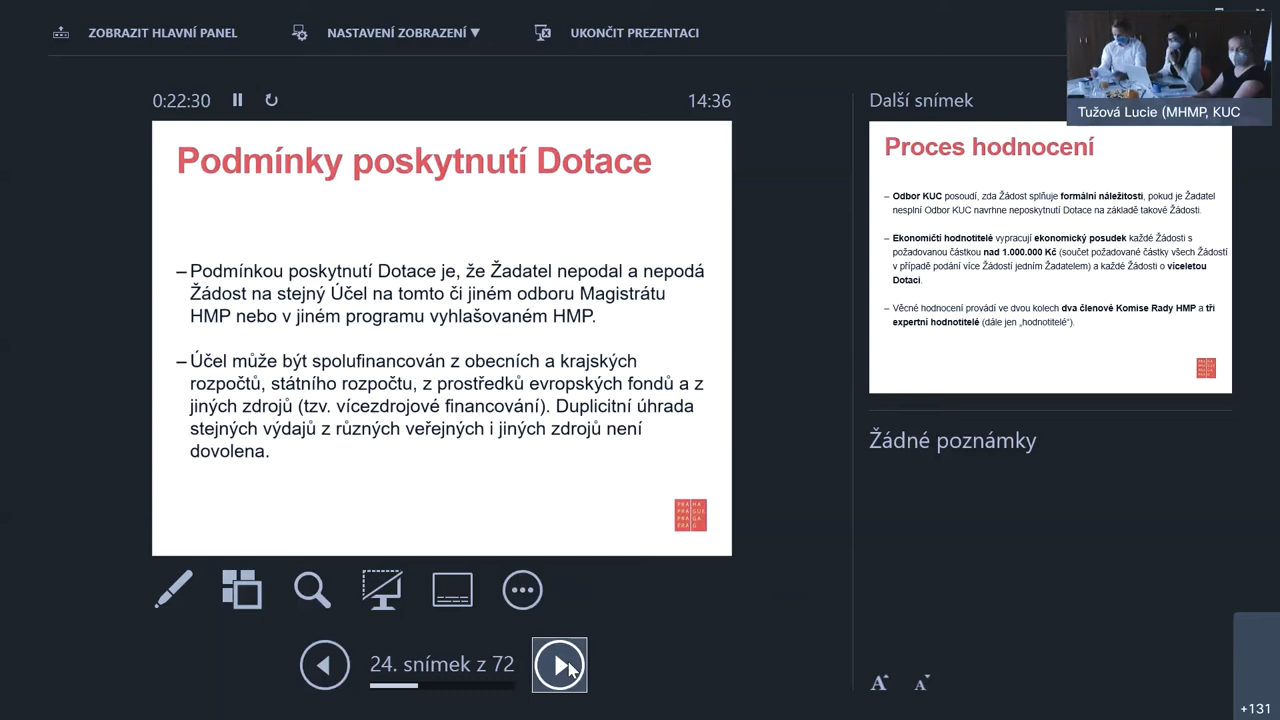 ZOBRAZIT HLAVNÍ PANEL
NASTAVENÍ ZOBRAZENÍ ▼
UKONČIT PREZENTACI
Tužová Lucie (MHMP, KUC
0:22:30
14:36
Podmínky poskytnutí Dotace
– Podmínkou poskytnutí Dotace je, že Žadatel nepodal a nepodá
Žádost na stejný Účel na tomto či jiném odboru Magistrátu
HMP nebo v jiném programu vyhlašovaném HMP.
– Účel může být spolufinancován z obecních a krajských
rozpočtů, státního rozpočtu, z prostředků evropských fondů a z
jiných zdrojů (tzv. vícezdrojové financování). Duplicitní úhrada
stejných výdajů z různých veřejných i jiných zdrojů není
dovolena.
PRA HA
PRA GUE
PRA GA
PRA G
24. snímek z 72
Další snímek
Proces hodnocení
– Odbor KUC posoudí, zda Žádost splňuje formální náležitosti, pokud je Žadatel
nesplní Odbor KUC navrhne neposkytnutí Dotace na základě takové Žádosti.
– Ekonomičtí hodnotitelé vypracují ekonomický posudek každé Žádosti s
požadovanou částkou nad 1.000.000 Kč (součet požadované částky všech Žádostí
v případě podání více Žádostí jedním Žadatelem) a každé Žádosti o víceletou
Dotaci.
– Věcné hodnocení provádí ve dvou kolech dva členové Komise Rady HMP a tři
expertní hodnotitelé (dále jen „hodnotitelé“).
Žádné poznámky
A A
+131